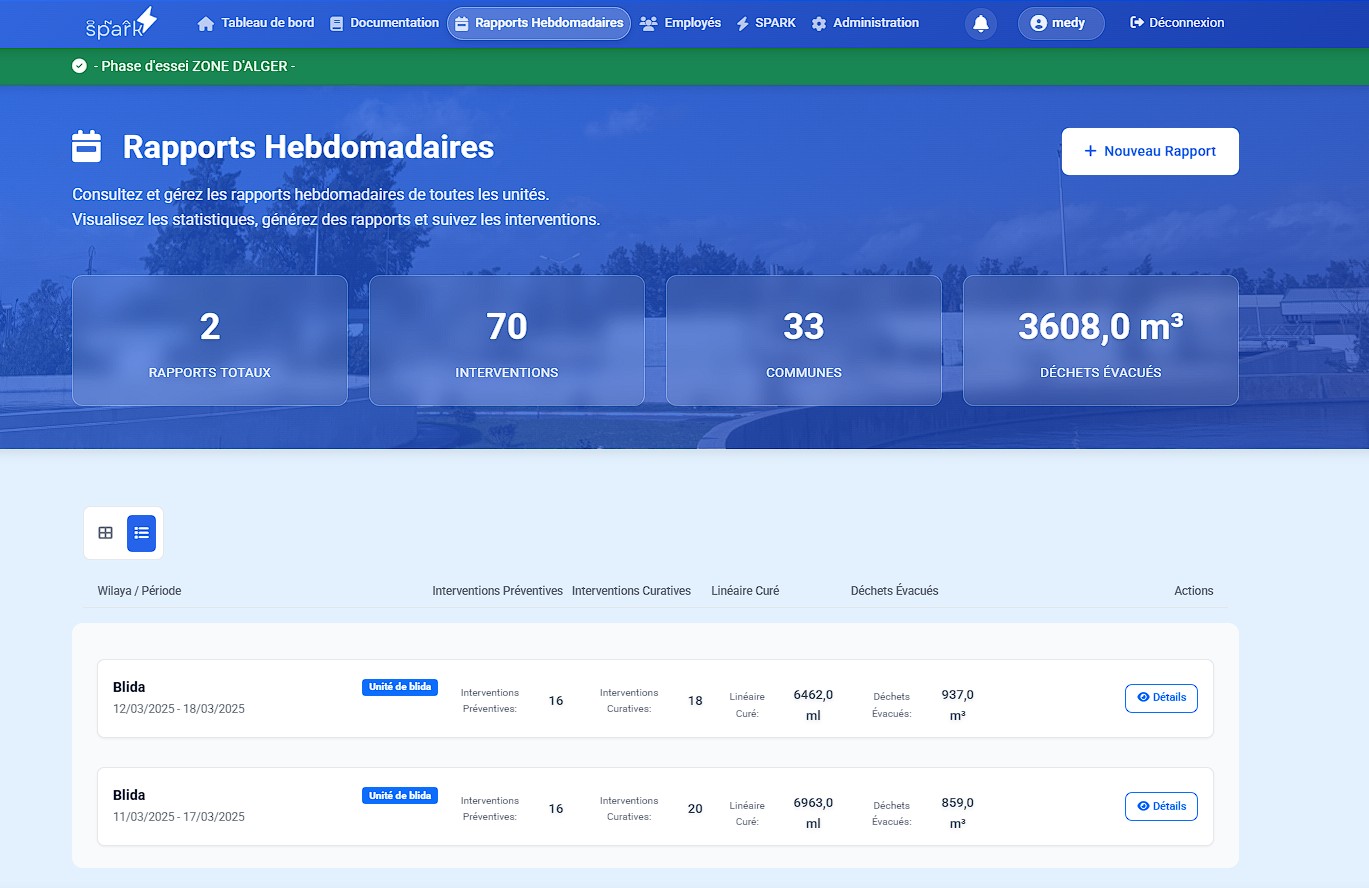 spark
Tableau de bord
Documentation
Rapports Hebdomadaires
Employés
SPARK
Administration
medy
Déconnexion
- Phase d'essei ZONE D'ALGER -
Rapports Hebdomadaires
+ Nouveau Rapport
Consultez et gérez les rapports hebdomadaires de toutes les unités.
Visualisez les statistiques, générez des rapports et suivez les interventions.
2
RAPPORTS TOTAUX
70
INTERVENTIONS
33
COMMUNES
3608,0 m³
DÉCHETS ÉVACUÉS
Wilaya / Période
Interventions Préventives
Interventions Curatives
Linéaire Curé
Déchets Évacués
Actions
Blida
12/03/2025 - 18/03/2025
Unité de blida
Interventions
Préventives:
16
Interventions
Curatives:
18
Linéaire
Curé:
6462,0
ml
Déchets
Évacués:
937,0
m³
Détails
Blida
11/03/2025 - 17/03/2025
Unité de blida
Interventions
Préventives:
16
Interventions
Curatives:
20
Linéaire
Curé:
6963,0
ml
Déchets
Évacués:
859,0
m³
Détails